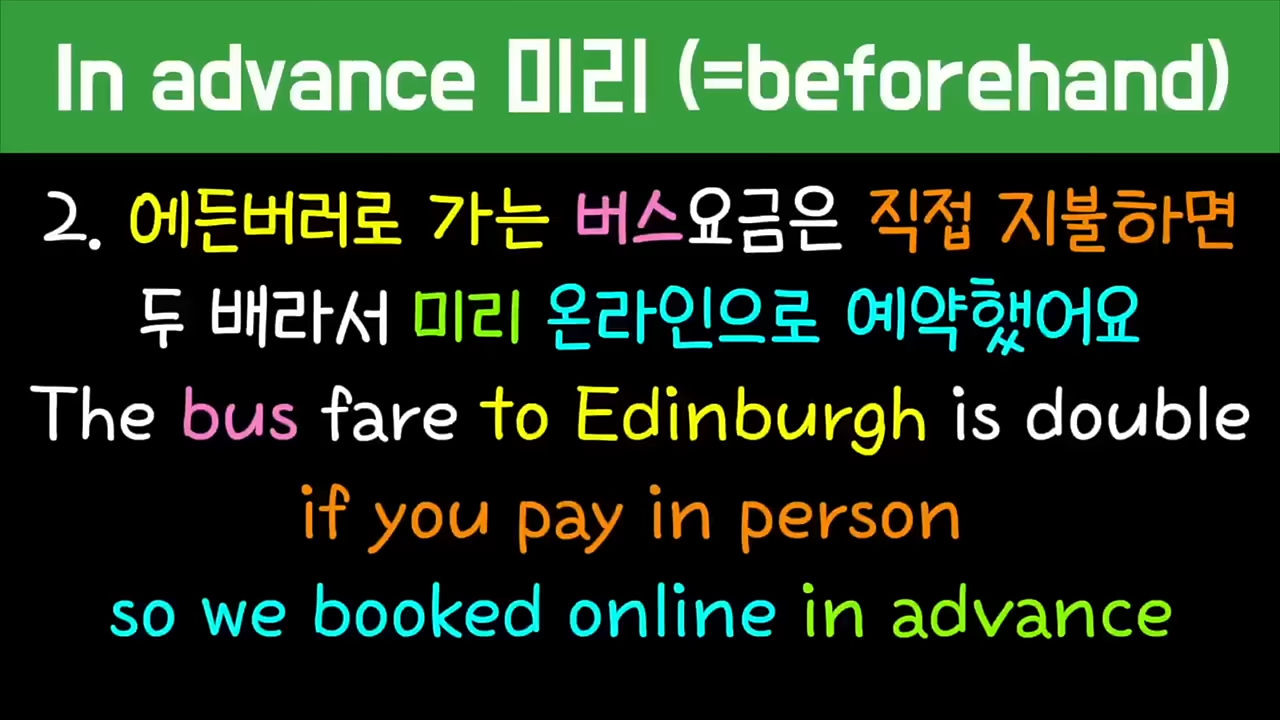 In advance 미리 (=beforehand)
2. 에든버러로 가는 버스요금은 직접 지불하면
두 배라서 미리 온라인으로 예약했어요
The bus fare to Edinburgh is double
if you pay in person
so we booked online in advance